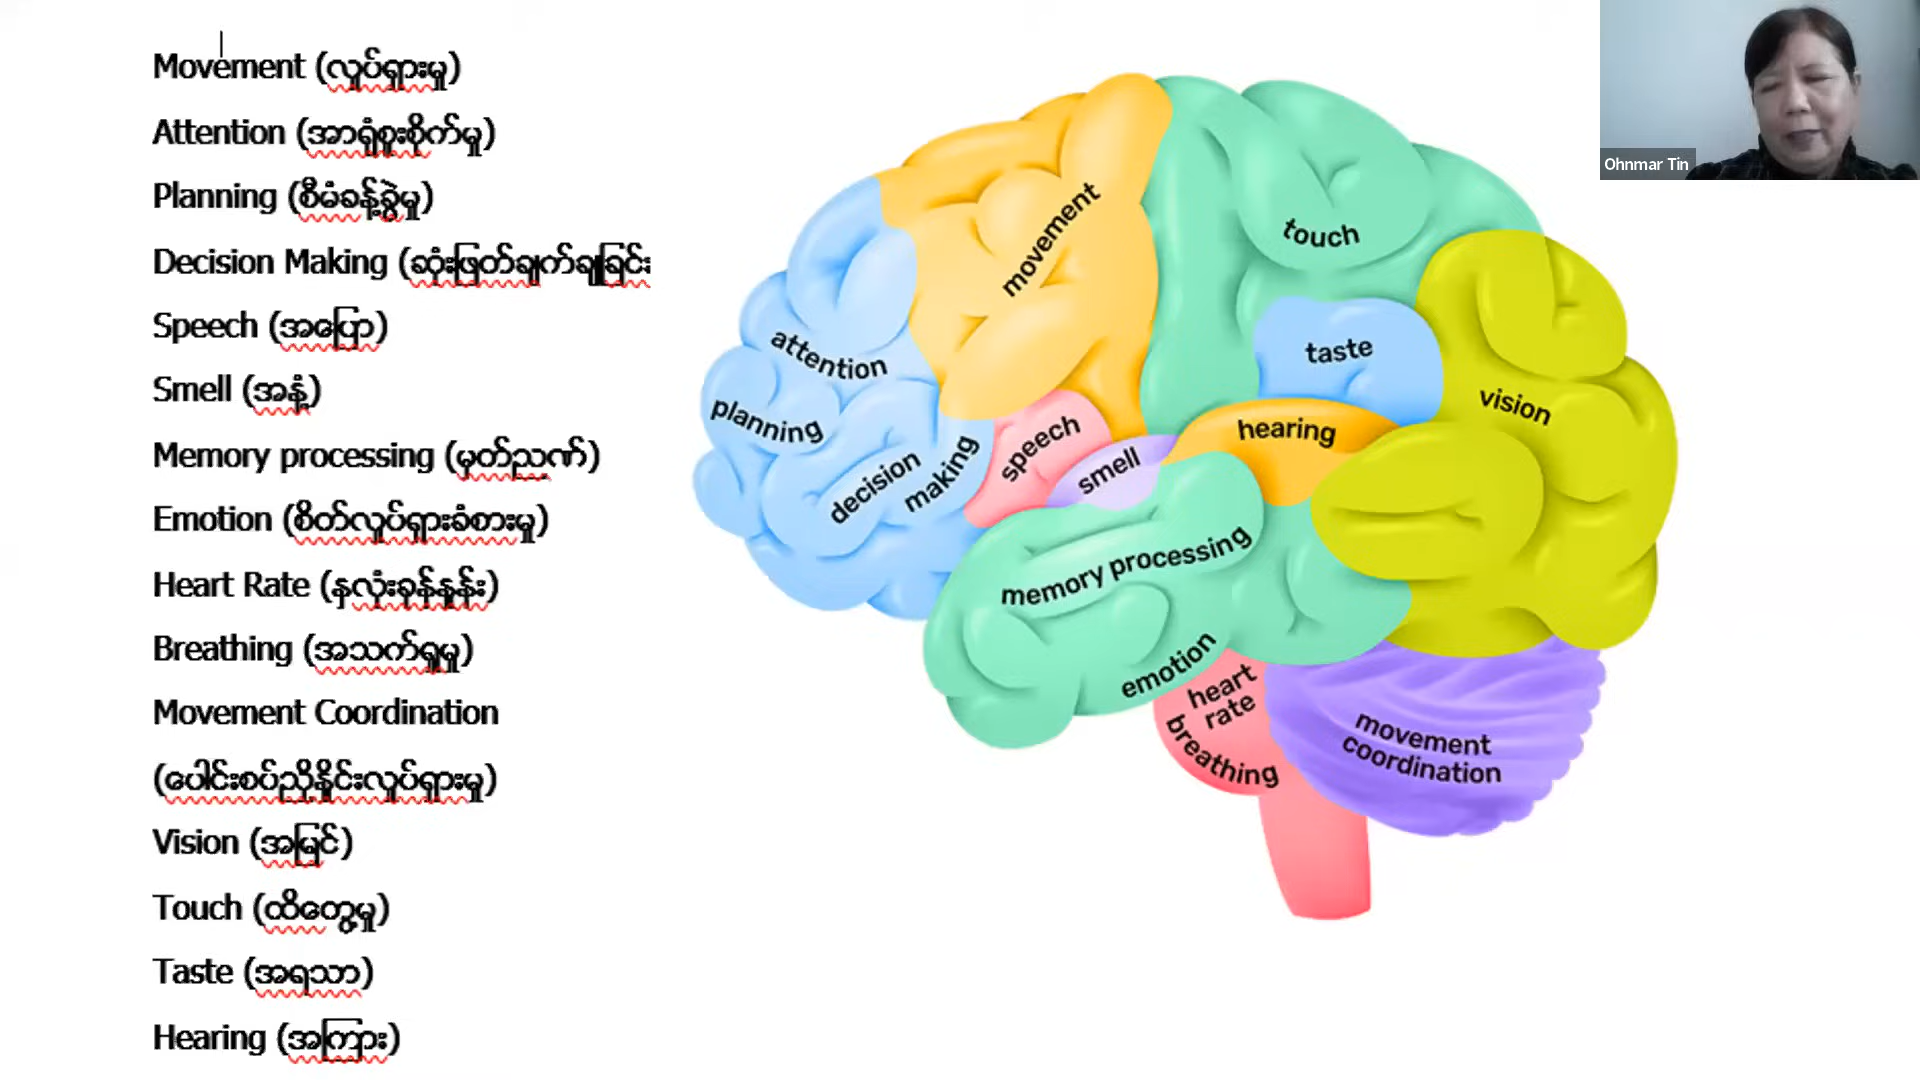 Movement (လှုပ်ရှားမှု)
Attention (အာရုံစူးစိုက်မှု)
Planning (စီမံခန့်ခွဲမှု)
Decision Making (ဆုံးဖြတ်ချက်ချခြင်း
Speech (အပြော)
Smell (အနံ့)
Memory processing (မှတ်ညဏ်)
Emotion (စိတ်လှုပ်ရှားခံစားမှု)
Heart Rate (နှလုံးခုန်နှုန်း)
Breathing (အသက်ရှုမှု)
Movement Coordination
(ပေါင်းစပ်ညှိနှိုင်းလှုပ်ရှားမှု)
Vision (အမြင်)
Touch (ထိတွေ့မှု)
Taste (အရသာ)
Hearing (အကြား)
movement
touch
attention
taste
planning
vision
decision
making
speech
hearing
smell
memory processing
emotion
heart
rate
breathing
movement
coordination
Ohnmar Tin